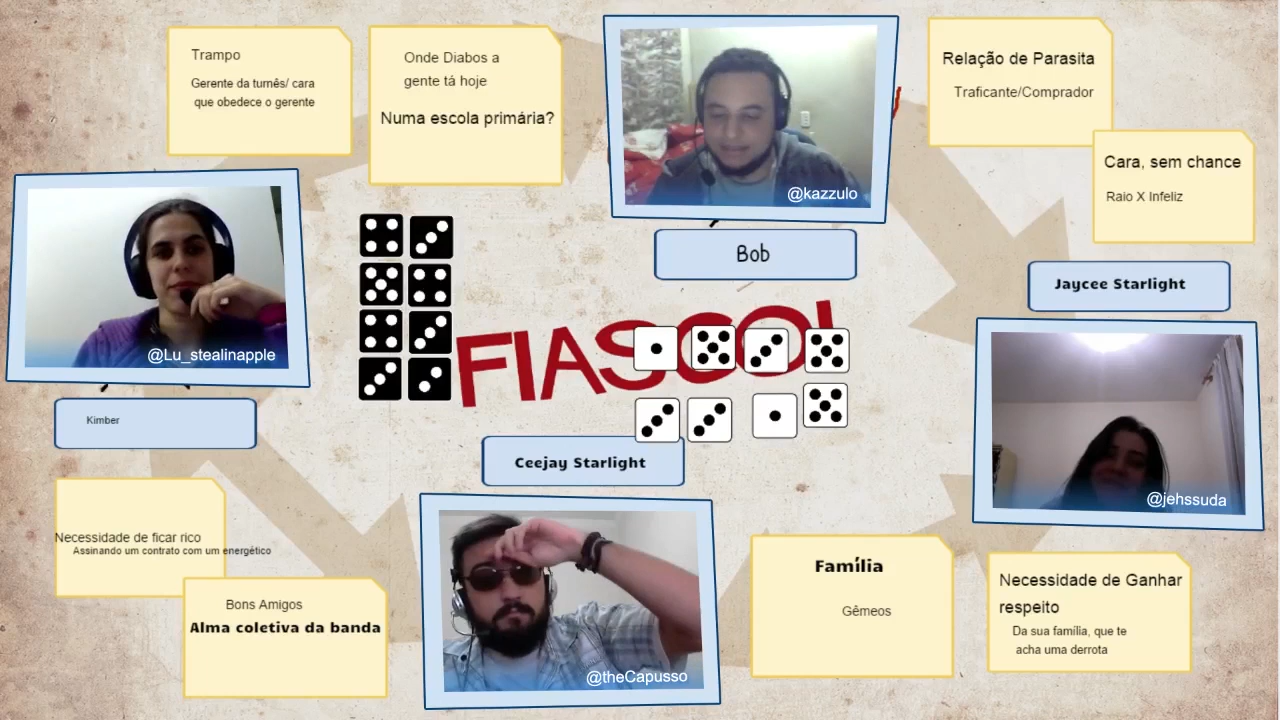 Trampo
Gerente da turnês/ cara
que obedece o gerente
Onde Diabos a
gente tá hoje
Numa escola primária?
@kazzulo
Bob
Relação de Parasita
Traficante/Comprador
Cara, sem chance
Raio X Infeliz
Jaycee Starlight
@jehssuda
@Lu_stealinapple
Kimber
FIASCO!
Ceejay Starlight
@theCapusso
Necessidade de ficar rico
Assinando um contrato com um energético
Bons Amigos
Alma coletiva da banda
Família
Gêmeos
Necessidade de Ganhar
respeito
Da sua família, que te
acha uma derrota